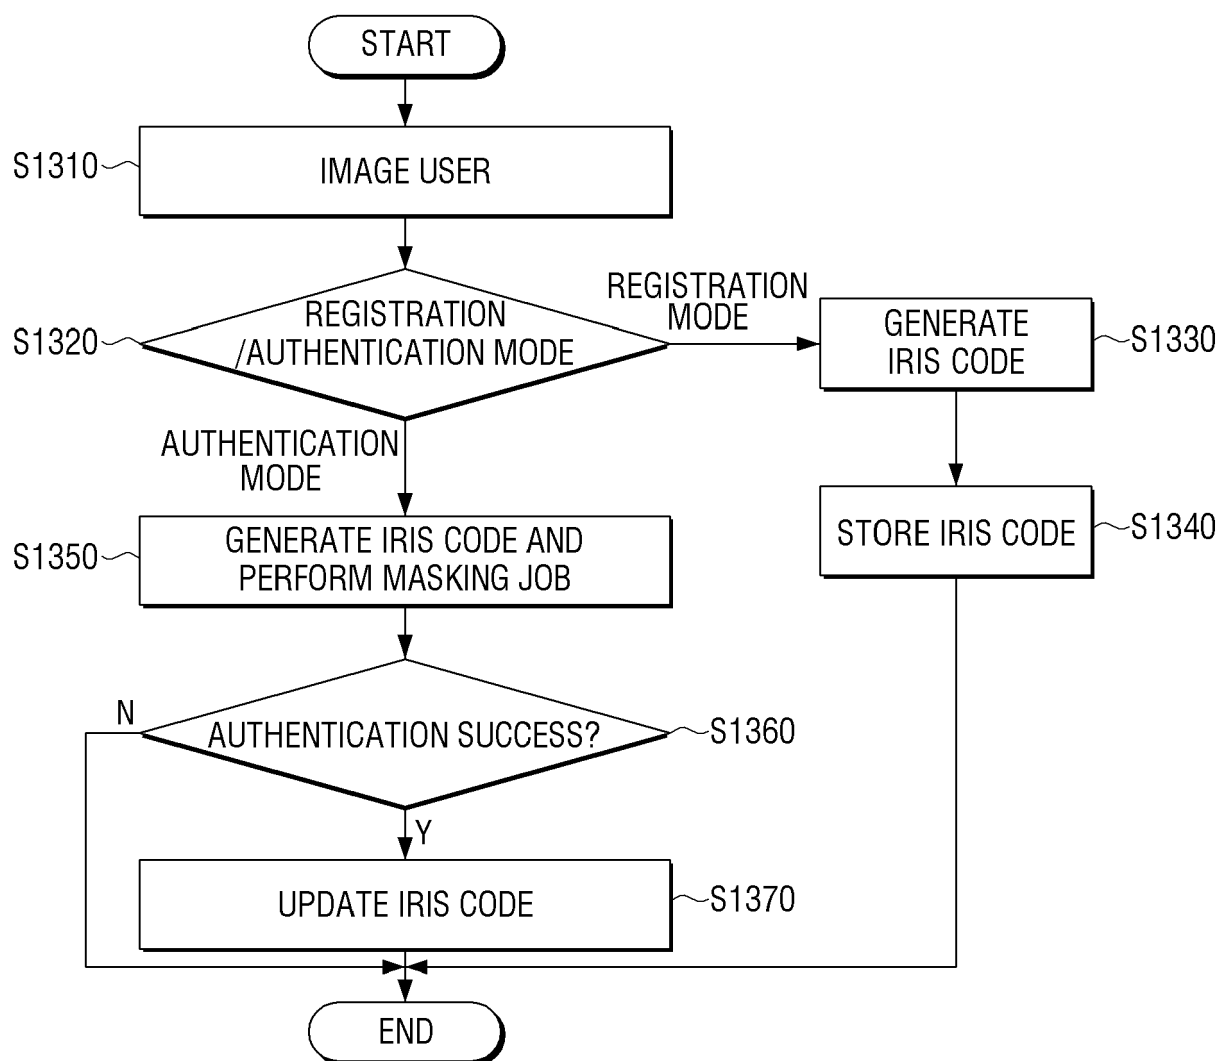 START
S1310
IMAGE USER
S1320
REGISTRATION
/AUTHENTICATION MODE
REGISTRATION
MODE
GENERATE
IRIS CODE
S1330
AUTHENTICATION
MODE
STORE IRIS CODE
S1340
S1350
GENERATE IRIS CODE AND
PERFORM MASKING JOB
N
AUTHENTICATION SUCCESS?
S1360
Y
UPDATE IRIS CODE
S1370
END